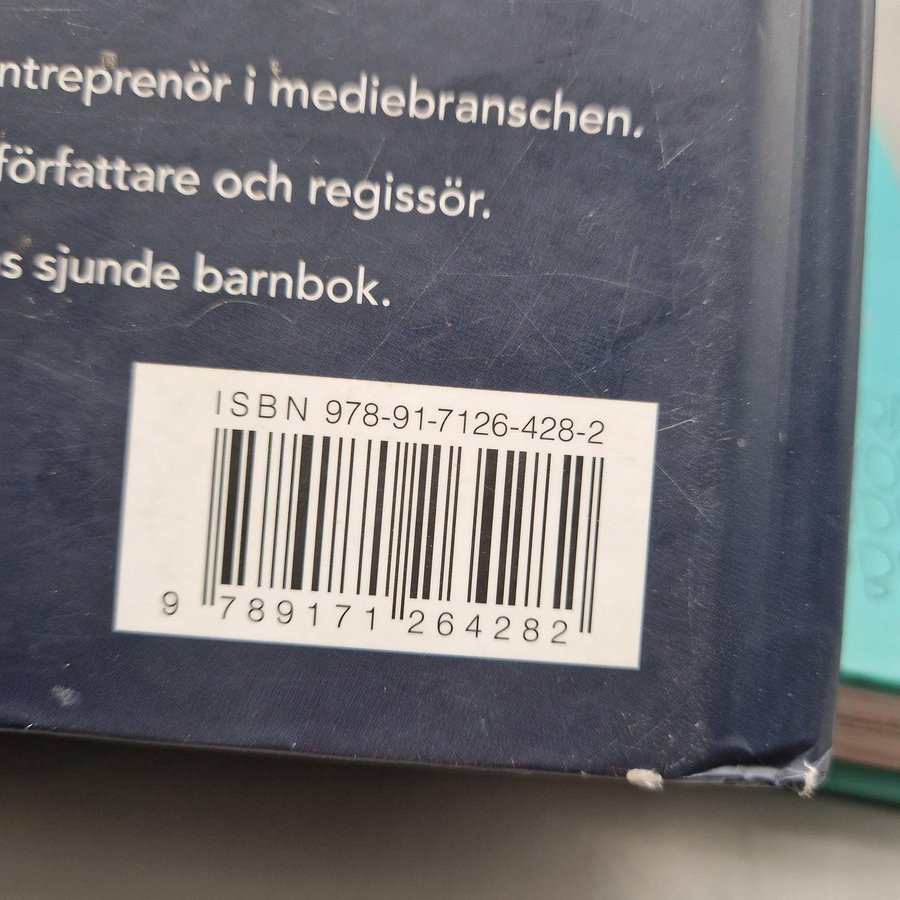 ntreprenör i mediebranschen.
författare och regissör.
s sjunde barnbok.
ISBN 978-91-7126-428-2
9 789171 264282